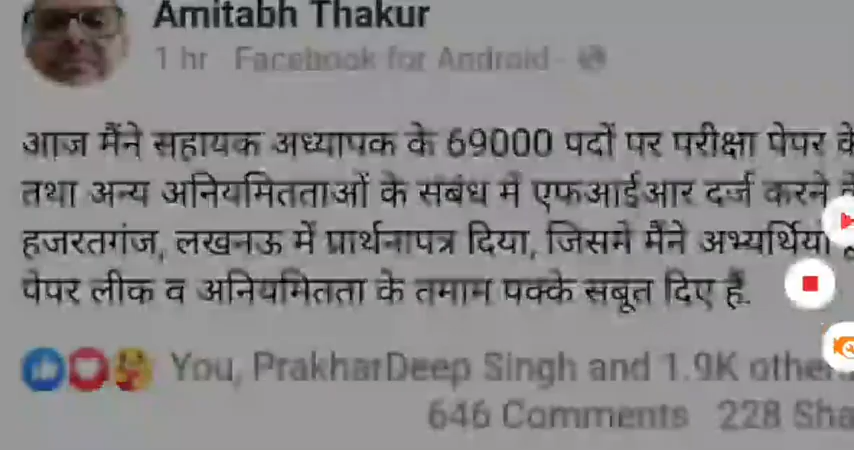 Amitabh Thakur
1 hr Facebook for Android
आज मैंने सहायक अध्यापक के 69000 पदों पर परीक्षा पेपर
तथा अन्य अनियमितताओं के संबंध में एफआईआर दर्ज करने
हजरतगंज, लखनऊ में प्रार्थनापत्र दिया, जिसमें मैंने अभ्यर्थियों
पेपर लीक व अनियमितता के तमाम पक्के सबूत दिए हैं.
You, PrakharDeep Singh and 1.9K
646 Comments 228